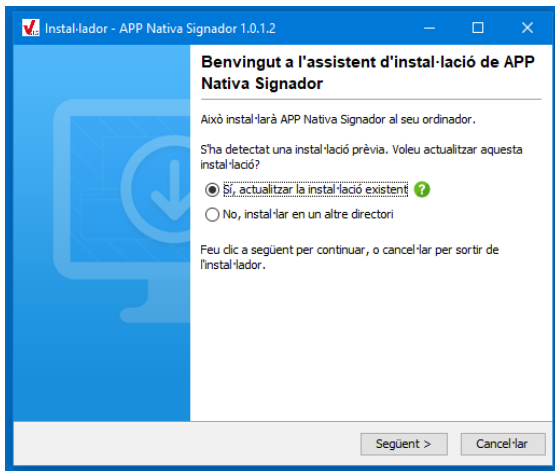 Instal·lador - APP Nativa Signador 1.0.1.2
Benvingut a l'assistent d'instal·lació de APP
Nativa Signador
Això instal·larà APP Nativa Signador al seu ordinador.
S'ha detectat una instal·lació prèvia. Voleu actualitzar aquesta
instal·lació?
Sí, actualitzar la instal·lació existent
No, instal·lar en un altre directori
Feu clic a següent per continuar, o cancel·lar per sortir de
l'instal·lador.
Següent >
Cancel·lar